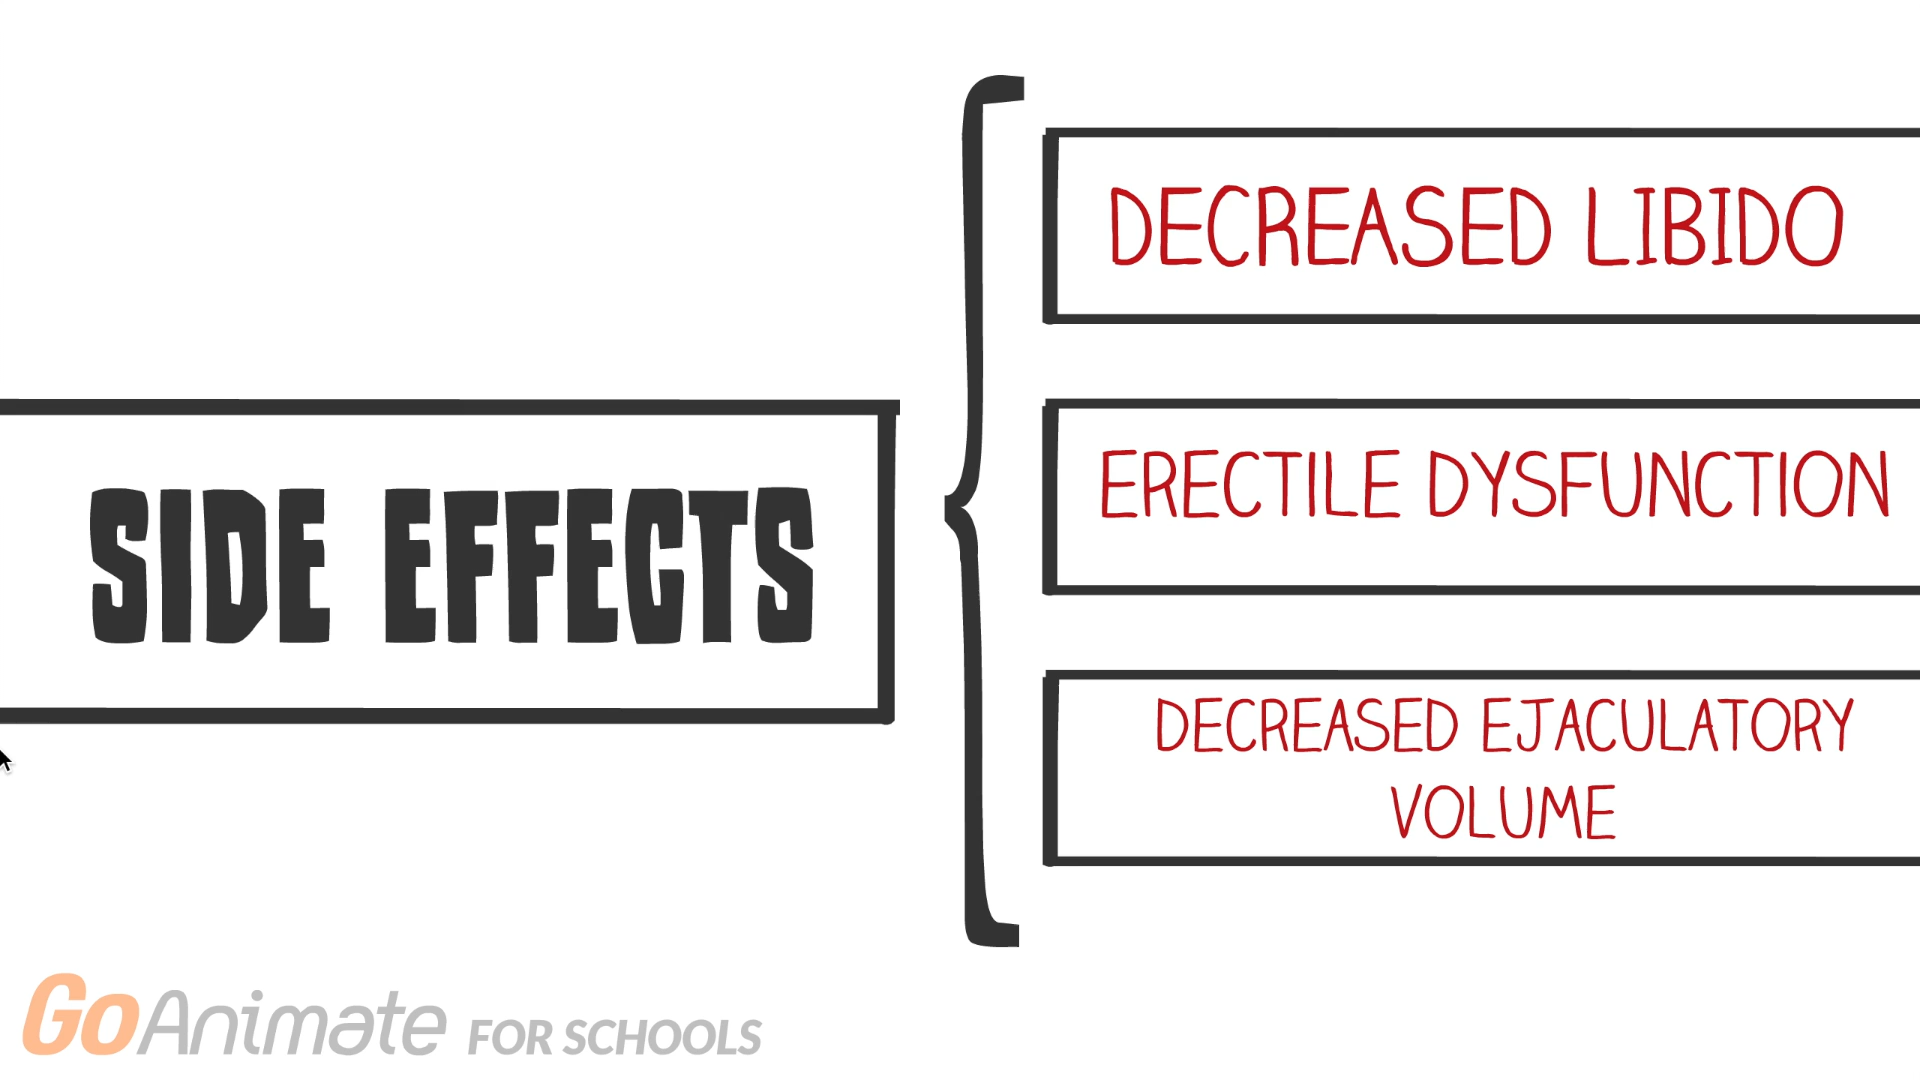 SIDE EFFECTS
DECREASED LIBIDO
ERECTILE DYSFUNCTION
DECREASED EJACULATORY
VOLUME
GoAnimate FOR SCHOOLS